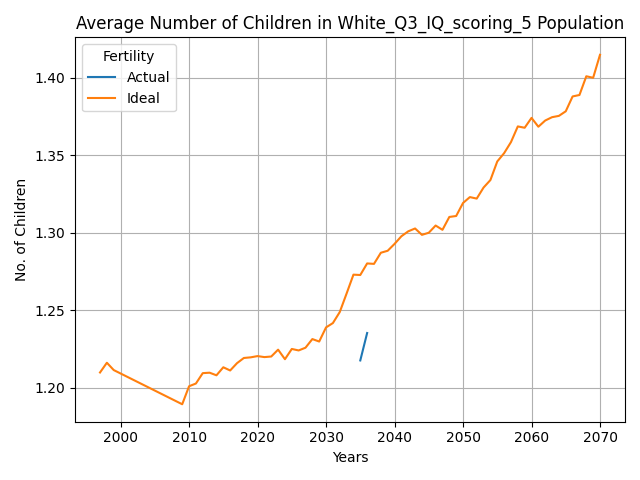 Average Number of Children in White_Q3_IQ_scoring_5 Population
Fertility
Actual
Ideal
No. of Children
1.40
1.35
1.30
1.25
1.20
2000 2010 2020 2030 2040 2050 2060 2070
Years